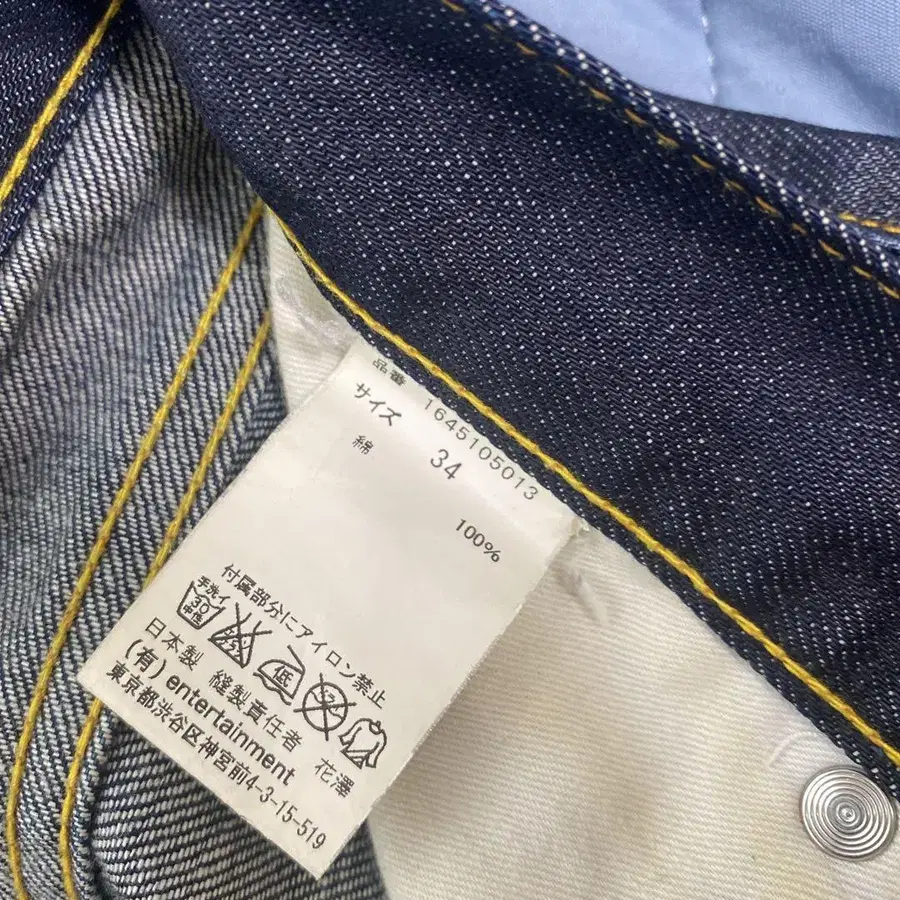 品番 1645105013
サイズ 34
綿 100%
付属部分にアイロン禁止
手洗イ
30
中性
低
日本製 縫製責任者 花澤
(有) entertainment
東京都渋谷区神宮前4-3-15-519